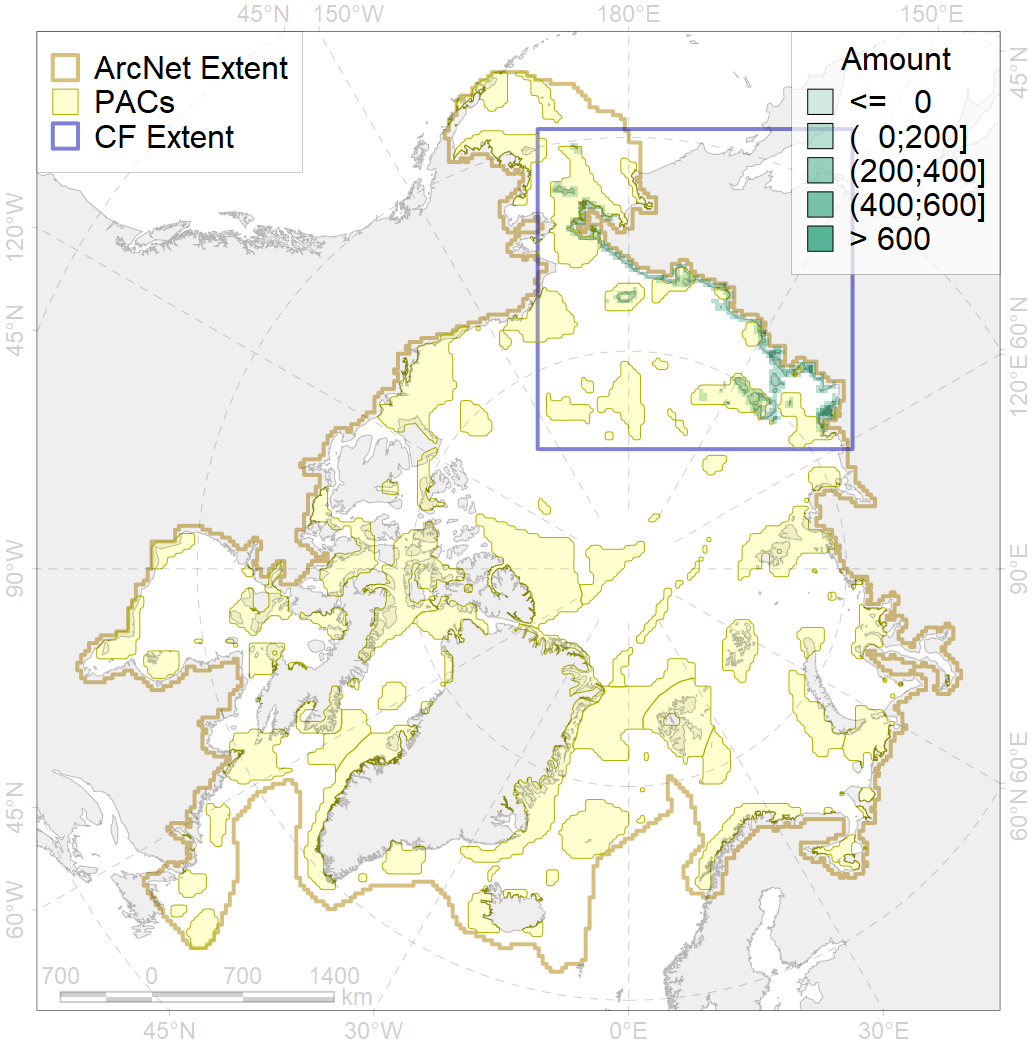 45°N 150°W 180°E 150°E
ArcNet Extent
PACs
CF Extent
Amount
<= 0
( 0;200]
(200;400]
(400;600]
> 600
120°W
45°N
90°W
45°N
60°W
45°N
60°N
120°E
90°E
60°E
60°N
700 0 700 1400
km
45°N 30°W 0°E 30°E